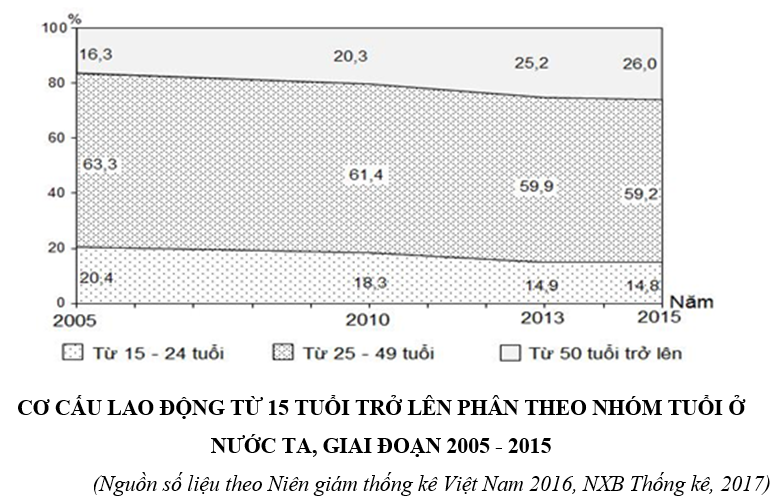 %
100
16,3 20,3 25,2 26,0
80
63,3 61,4 59,9 59,2
60
40
20
20,4 18,3 14,9 14,8
0
Năm
2005 2010 2013 2015
Từ 15 - 24 tuổi Từ 25 - 49 tuổi Từ 50 tuổi trở lên
CƠ CẤU LAO ĐỘNG TỪ 15 TUỔI TRỞ LÊN PHÂN THEO NHÓM TUỔI Ở
NƯỚC TA, GIAI ĐOẠN 2005 - 2015
(Nguồn số liệu theo Niên giám thống kê Việt Nam 2016, NXB Thống kê, 2017)